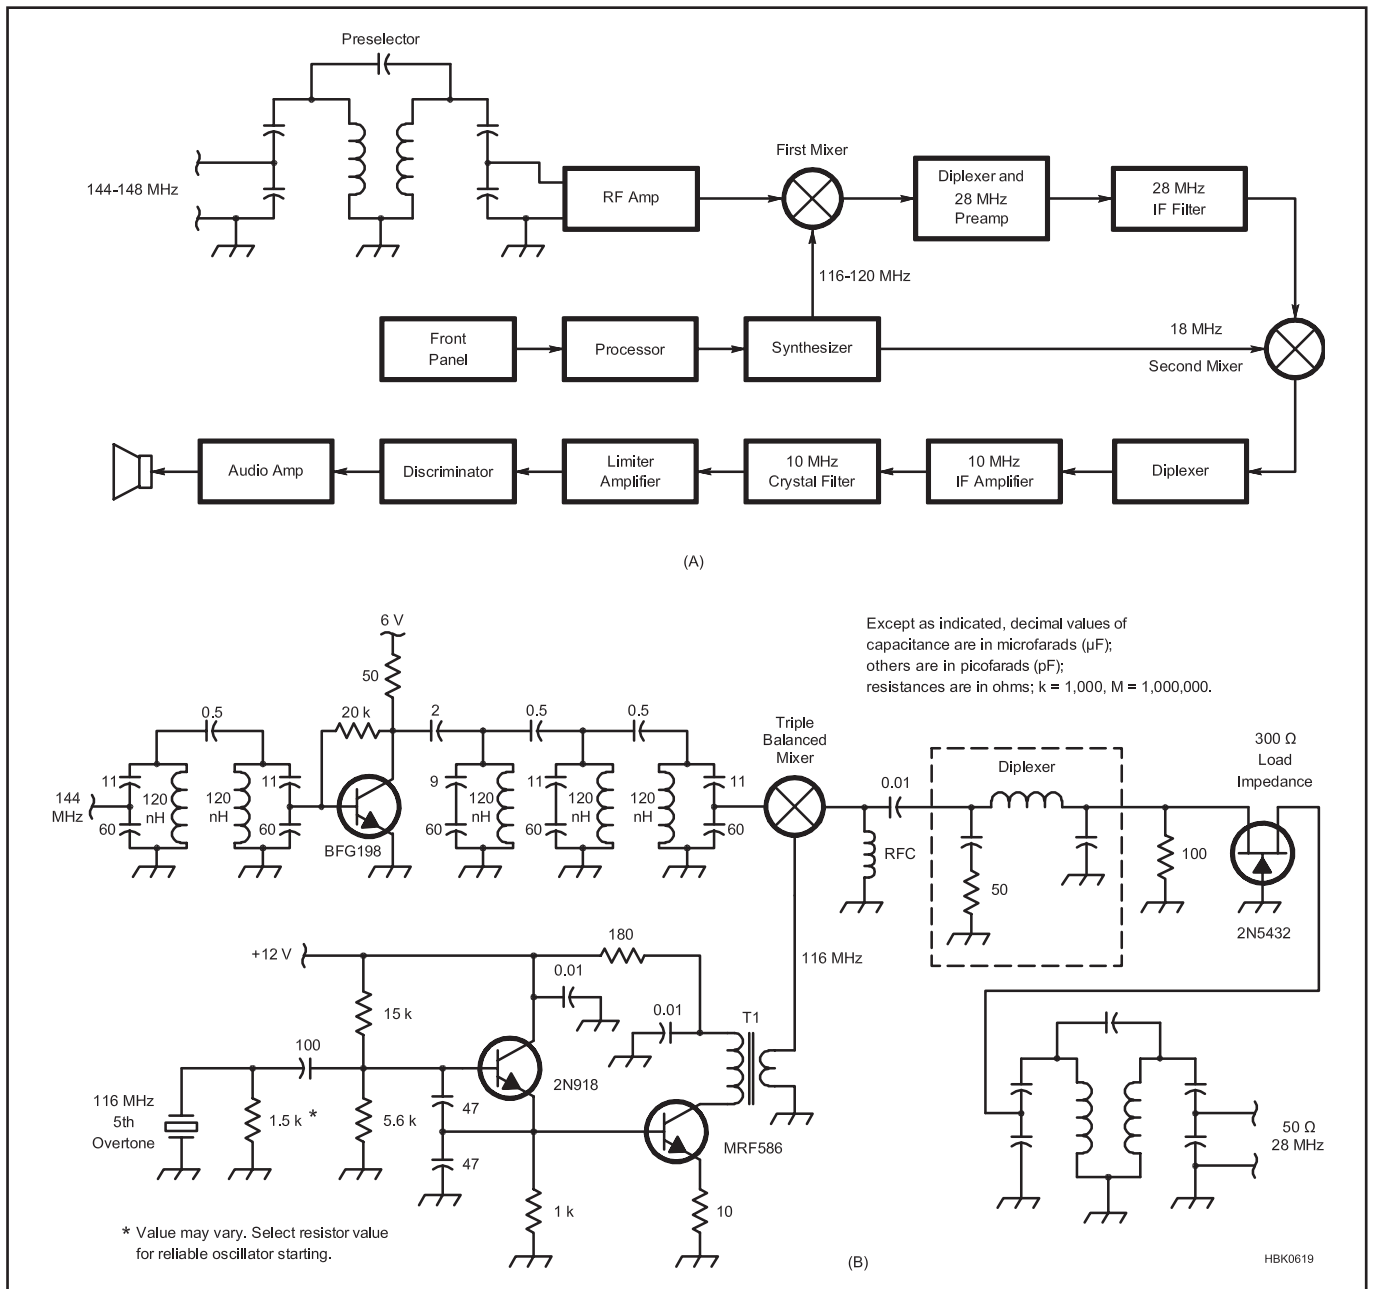 Preselector
144-148 MHz
RF Amp
First Mixer
Diplexer and
28 MHz
Preamp
28 MHz
IF Filter
116-120 MHz
Front
Panel
Processor
Synthesizer
18 MHz
Second Mixer
Audio Amp
Discriminator
Limiter
Amplifier
10 MHz
Crystal Filter
10 MHz
IF Amplifier
Diplexer
(A)
6 V
50
20 k
Except as indicated, decimal values of
capacitance are in microfarads (µF);
others are in picofarads (pF);
resistances are in ohms; k = 1,000, M = 1,000,000.
0.5
2
0.5
0.5
Triple
Balanced
Mixer
Diplexer
300 Ω
Load
Impedance
144
MHz
11
60
120
nH
120
nH
11
60
BFG198
9
60
120
nH
11
60
120
nH
120
nH
11
60
0.01
RFC
50
100
2N5432
+12 V
180
0.01
0.01
T1
116 MHz
15 k
100
2N918
116 MHz
5th
Overtone
1.5 k *
5.6 k
47
47
MRF586
1 k
10
50 Ω
28 MHz
* Value may vary. Select resistor value
for reliable oscillator starting.
(B)
HBK0619